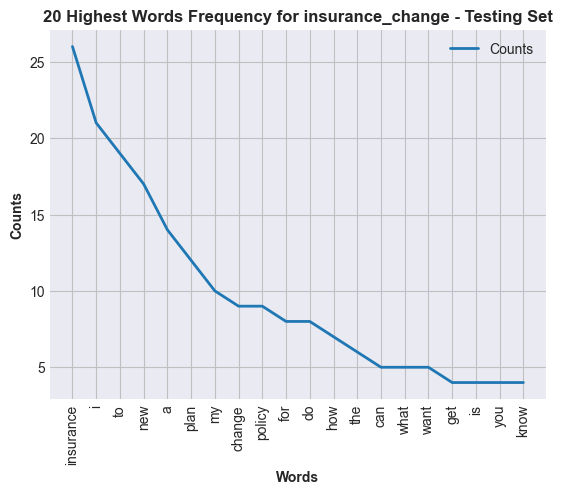 20 Highest Words Frequency for insurance_change - Testing Set
Counts
25
20
15
10
5
Counts
insurance
i
to
new
a
plan
my
change
policy
for
do
how
the
can
what
want
get
is
you
know
Words